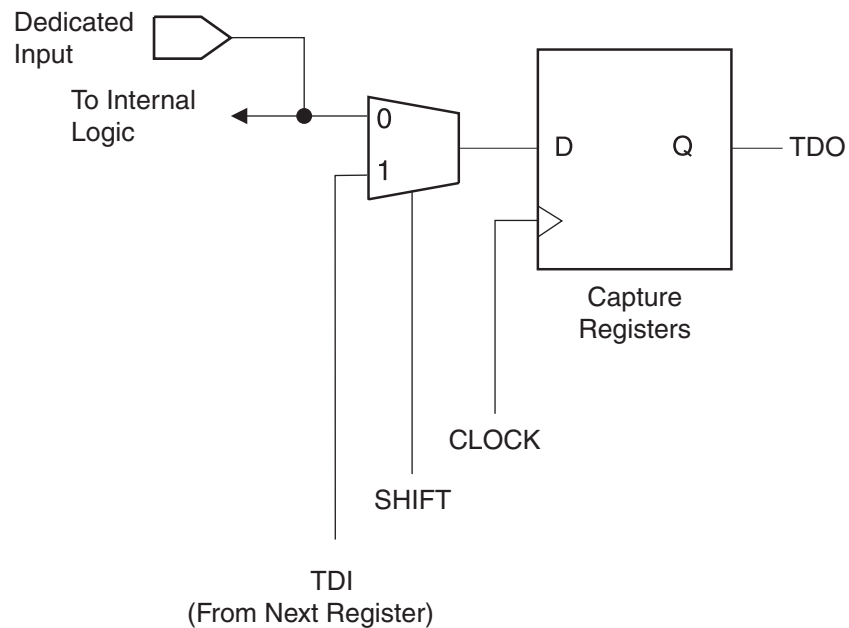 Dedicated
Input
To Internal
Logic
0
1
D
Q
TDO
Capture
Registers
CLOCK
SHIFT
TDI
(From Next Register)